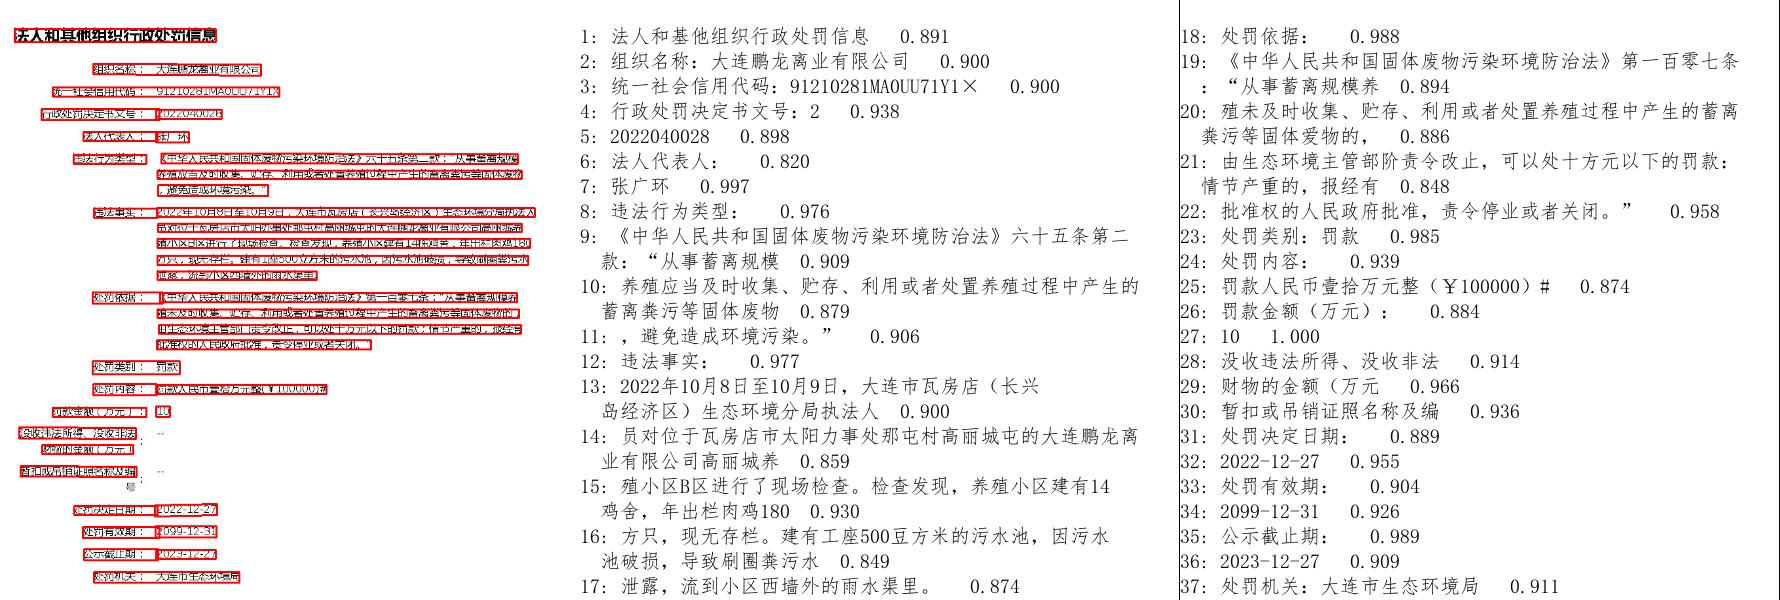 法人和其他组织行政处罚信息
组织名称： 大连鹏龙禽业有限公司
统一社会信用代码： 91210281MA0UU71Y1X
行政处罚决定书文号： 2022040028
法人代表人： 张广环
违法行为类型： 《中华人民共和国固体废物污染环境防治法》六十五条第二款：“从事畜禽规模
养殖应当及时收集、贮存、利用或者处置养殖过程中产生的畜禽粪污等固体废物
，避免造成环境污染。”
违法事实： 2022年10月8日至10月9日，大连市瓦房店（长兴岛经济区）生态环境分局执法人
员对位于瓦房店市太阳办事处那屯村高丽城屯的大连鹏龙禽业有限公司高丽城养
殖小区B区进行了现场检查。检查发现，养殖小区建有14栋鸡舍，年出栏肉鸡180
万只，现无存栏。建有1座500立方米的污水池，因污水池破损，导致刷圈粪污水
泄露，流到小区西墙外的雨水渠里。
处罚依据： 《中华人民共和国固体废物污染环境防治法》第一百零七条：“从事畜禽规模养
殖未及时收集、贮存、利用或者处置养殖过程中产生的畜禽粪污等固体废物的，
由生态环境主管部门责令改正，可以处十万元以下的罚款；情节严重的，报经有
批准权的人民政府批准，责令停业或者关闭。”
处罚类别： 罚款
处罚内容： 罚款人民币壹拾万元整(￥100000)#
罚款金额（万元）： 10
没收违法所得、没收非法
财物的金额（万元）： --
暂扣或吊销证照名称及编
号： --
处罚决定日期： 2022-12-27
处罚有效期： 2099-12-31
公示截止期： 2023-12-27
处罚机关： 大连市生态环境局
1: 法人和基他组织行政处罚信息 0.891
2: 组织名称: 大连鹏龙离业有限公司 0.900
3: 统一社会信用代码: 91210281MA0UU71Y1× 0.900
4: 行政处罚决定书文号: 2 0.938
5: 2022040028 0.898
6: 法人代表人: 0.820
7: 张广环 0.997
8: 违法行为类型: 0.976
9: 《中华人民共和国固体废物污染环境防治法》六十五条第二
款: “从事蓄离规模 0.909
10: 养殖应当及时收集、贮存、利用或者处置养殖过程中产生的
蓄离粪污等固体废物 0.879
11: , 避免造成环境污染。” 0.906
12: 违法事实: 0.977
13: 2022年10月8日至10月9日, 大连市瓦房店（长兴
岛经济区）生态环境分局执法人 0.900
14: 员对位于瓦房店市太阳力事处那屯村高丽城屯的大连鹏龙离
业有限公司高丽城养 0.859
15: 殖小区B区进行了现场检查。检查发现, 养殖小区建有14
鸡舍, 年出栏肉鸡180 0.930
16: 方只, 现无存栏。建有工座500豆方米的污水池, 因污水
池破损, 导致刷圈粪污水 0.849
17: 泄露, 流到小区西墙外的雨水渠里。 0.874
18: 处罚依据: 0.988
19: 《中华人民共和国固体废物污染环境防治法》第一百零七条
: “从事蓄离规模养 0.894
20: 殖未及时收集、贮存、利用或者处置养殖过程中产生的蓄离
粪污等固体爱物的, 0.886
21: 由生态环境主管部阶责令改止, 可以处十方元以下的罚款:
情节产重的, 报经有 0.848
22: 批准权的人民政府批准, 责令停业或者关闭。” 0.958
23: 处罚类别: 罚款 0.985
24: 处罚内容: 0.939
25: 罚款人民币壹拾万元整（￥100000）# 0.874
26: 罚款金额（万元）: 0.884
27: 10 1.000
28: 没收违法所得、没收非法 0.914
29: 财物的金额（万元 0.966
30: 暂扣或吊销证照名称及编 0.936
31: 处罚决定日期: 0.889
32: 2022-12-27 0.955
33: 处罚有效期: 0.904
34: 2099-12-31 0.926
35: 公示截止期: 0.989
36: 2023-12-27 0.909
37: 处罚机关: 大连市生态环境局 0.911